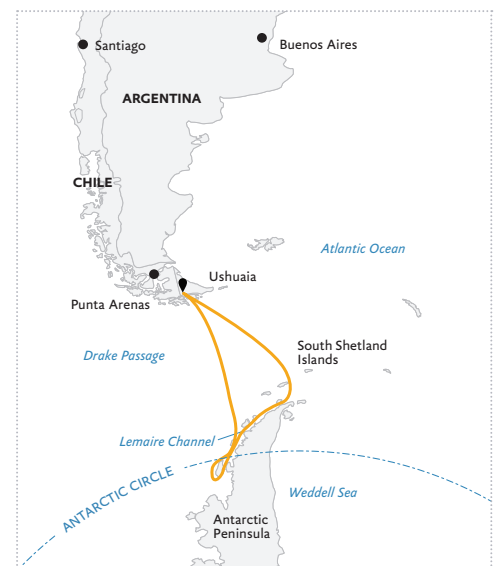 Santiago
Buenos Aires
ARGENTINA
CHILE
Atlantic Ocean
Ushuaia
Punta Arenas
South Shetland
Islands
Drake Passage
Lemaire Channel
ANTARCTIC CIRCLE
Weddell Sea
Antarctic
Peninsula